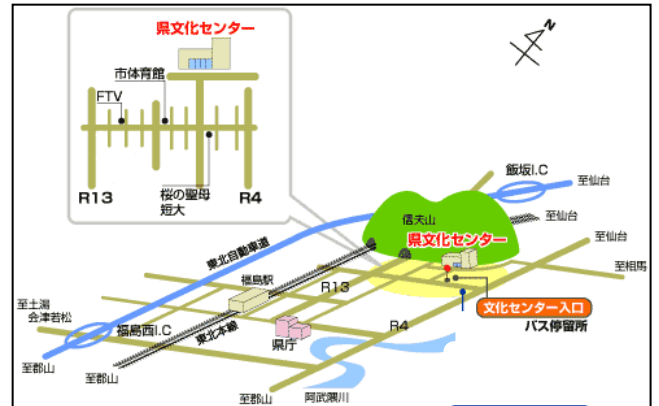 県文化センター
市体育館
FTV
R13
桜の聖母
短大
R4
N
飯坂I.C
至仙台
信夫山
至仙台
県文化センター
至仙台
東北自動車道
至相馬
福島駅
R13
文化センター入口
バス停留所
至土湯
会津若松
福島西I.C
東北本線
県庁
R4
至郡山
至郡山
至郡山
阿武隈川